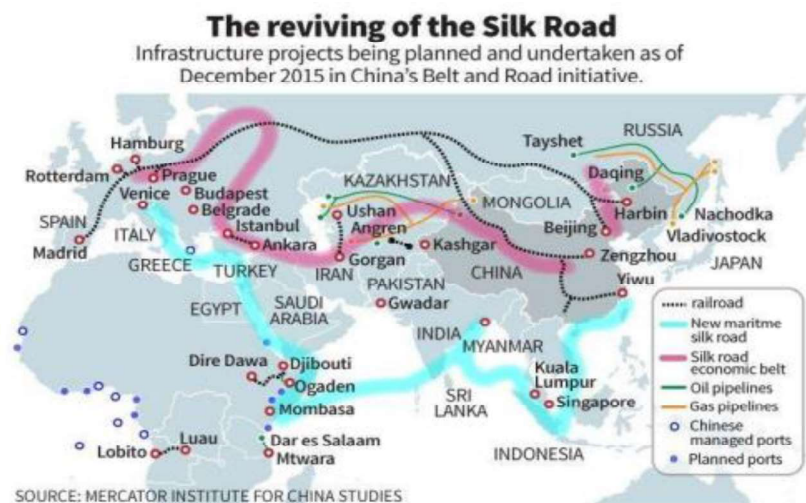 The reviving of the Silk Road
Infrastructure projects being planned and undertaken as of
December 2015 in China's Belt and Road initiative.
Hamburg
Rotterdam
Prague
Venice
Budapest
Belgrade
SPAIN
Madrid
ITALY
Istanbul
Ankara
GREECE
TURKEY
EGYPT
SAUDI
ARABIA
KAZAKHSTAN
Ushan
Angren
Gorgan
IRAN
Kashgar
PAKISTAN
Gwadar
MONGOLIA
CHINA
Tayshet
RUSSIA
Daqing
Harbin
Beijing
Nachodka
Vladivostock
Zengzhou
JAPAN
Yiwu
INDIA
MYANMAR
SRI
LANKA
Kuala
Lumpur
Singapore
INDONESIA
Dire Dawa
Djibouti
Ogaden
Mombasa
Dar es Salaam
Mtwara
Lobito
Luau
railroad
New maritme
silk road
Silk road
economic belt
Oil pipelines
Gas pipelines
Chinese
managed ports
Planned ports
SOURCE: MERCATOR INSTITUTE FOR CHINA STUDIES